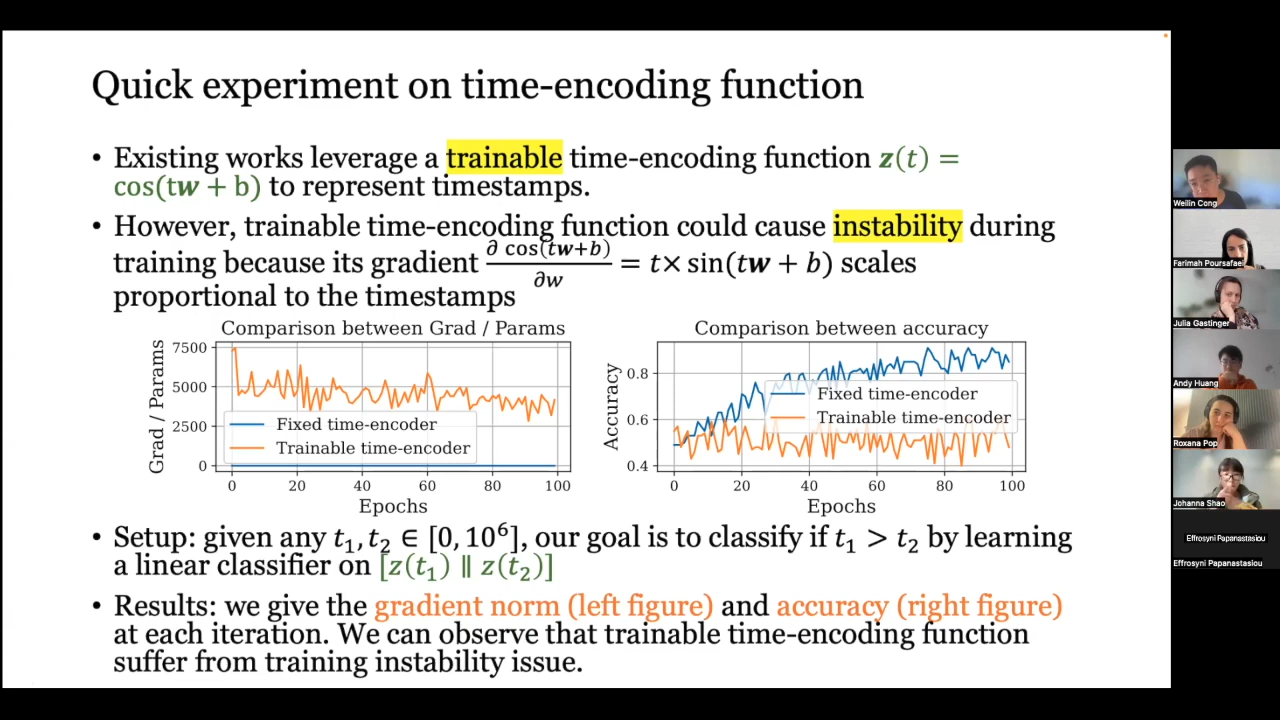 Quick experiment on time-encoding function
• Existing works leverage a trainable time-encoding function z(t) =
cos(tw + b) to represent timestamps.
• However, trainable time-encoding function could cause instability during
training because its gradient ∂ cos(tw+b) / ∂w = t× sin(tw + b) scales
proportional to the timestamps
Comparison between Grad / Params
Grad / Params
7500
5000
2500
0
Fixed time-encoder
Trainable time-encoder
0 20 40 60 80 100
Epochs
Comparison between accuracy
Accuracy
0.8
0.6
0.4
Fixed time-encoder
Trainable time-encoder
0 20 40 60 80 100
Epochs
• Setup: given any t₁, t₂ ∈ [0, 10⁶], our goal is to classify if t₁ > t₂ by learning
a linear classifier on [z(t₁) ∥ z(t₂)]
• Results: we give the gradient norm (left figure) and accuracy (right figure)
at each iteration. We can observe that trainable time-encoding function
suffer from training instability issue.
Weilin Cong
Farimah Poursafaei
Julia Gastinger
Andy Huang
Roxana Pop
Johanna Shao
Effrosyni Papanastasiou
Effrosyni Papanastasiou